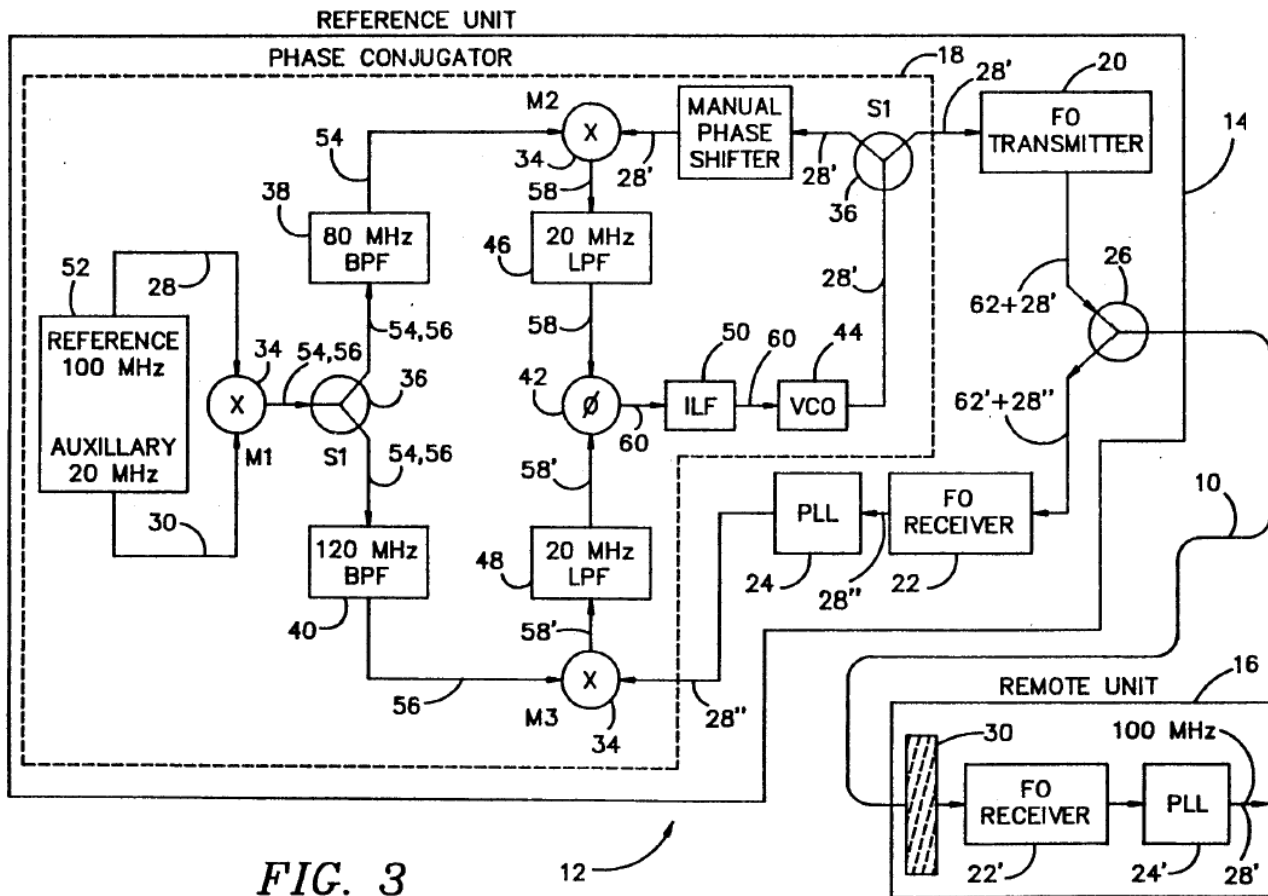 REFERENCE UNIT
PHASE CONJUGATOR
18
28'
20
M2
MANUAL
PHASE
SHIFTER
S1
FO
TRANSMITTER
54
X
34
28'
28'
36
14
38
58
80 MHz
BPF
46
20 MHz
LPF
28
52
28'
62+28'
26
REFERENCE
100 MHz
AUXILLARY
20 MHz
34
54,56
54,56
58
50
60
44
X
36
42
Ø
ILF
VCO
60
M1
S1
54,56
58'
62'+28"
30
PLL
FO
RECEIVER
10
120 MHz
BPF
48
20 MHz
LPF
24
28"
22
40
58'
56
X
M3
34
28"
REMOTE UNIT
16
30
100 MHz
FO
RECEIVER
PLL
22'
24'
28'
12
FIG. 3